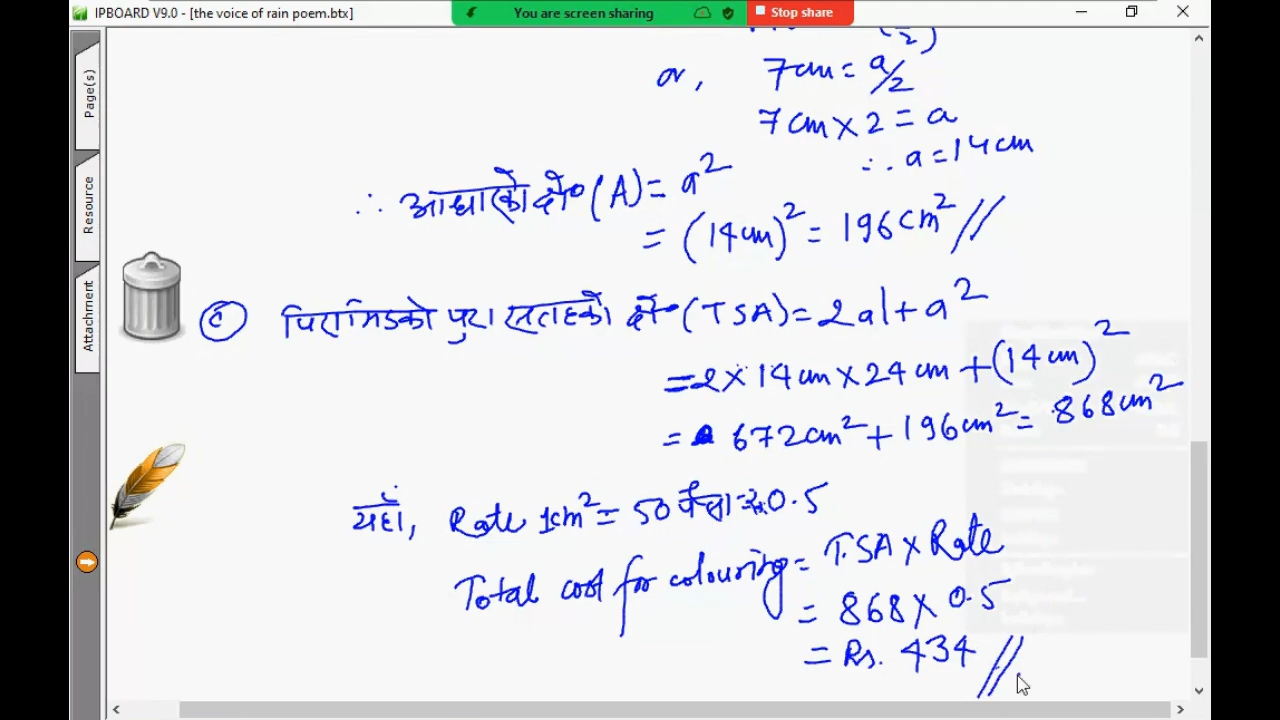 IPBOARD V9.0 - [the voice of rain poem.btx]
You are screen sharing
Stop share
Page(s)
Resource
Attachment
or, 7cm = a/2
7cm × 2 = a
∴ a = 14cm
∴ आधारको क्षे० (A) = a²
= (14cm)² = 196cm² //
पिरामिडको पुरा सतहको क्षे० (TSA) = 2al + a²
= 2 × 14cm × 24cm + (14cm)²
= 672cm² + 196cm² = 868cm²
यहाँ, Rate 1cm² = 50 पैसा = रु 0.5
Total cost for colouring = T.SA × Rate
= 868 × 0.5
= Rs. 434 //